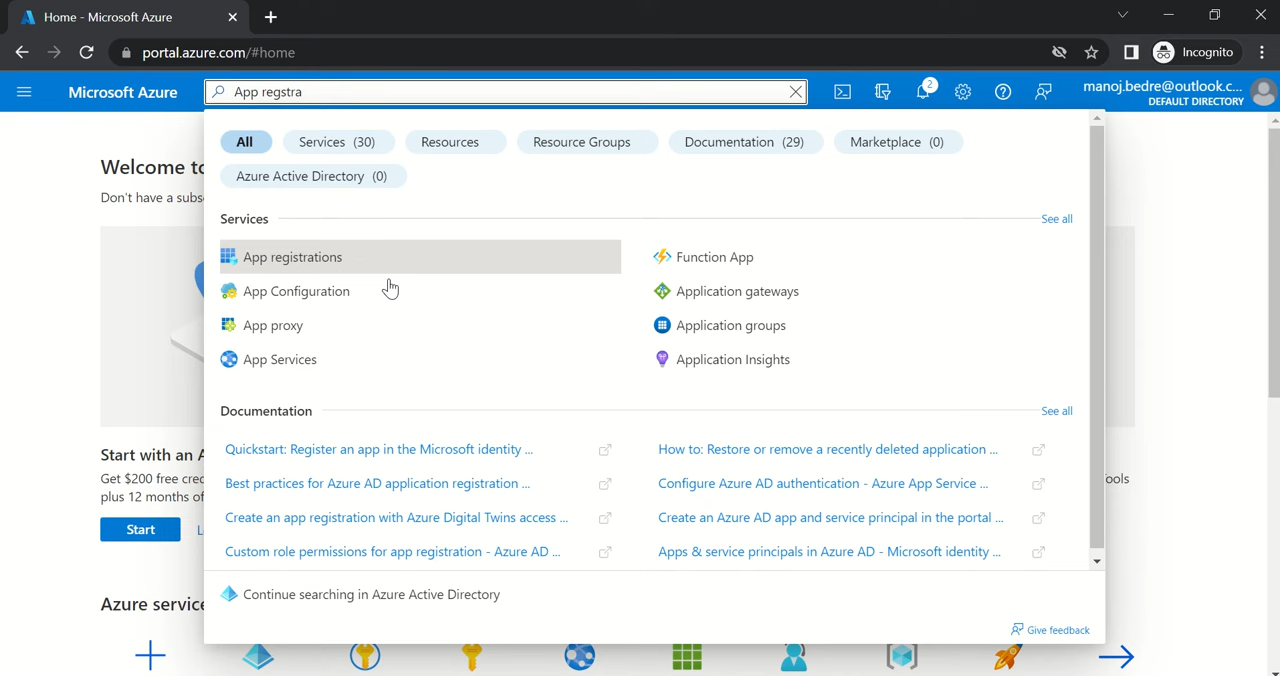 Home - Microsoft Azure
portal.azure.com/#home
Incognito
Microsoft Azure
App regstra
2
manoj.bedre@outlook.c...
DEFAULT DIRECTORY
All
Services (30)
Resources
Resource Groups
Documentation (29)
Marketplace (0)
Azure Active Directory (0)
Welcome to
Don't have a subs
Services
See all
App registrations
Function App
App Configuration
Application gateways
App proxy
Application groups
App Services
Application Insights
Documentation
See all
Quickstart: Register an app in the Microsoft identity ...
How to: Restore or remove a recently deleted application ...
Best practices for Azure AD application registration ...
Configure Azure AD authentication - Azure App Service ...
Create an app registration with Azure Digital Twins access ...
Create an Azure AD app and service principal in the portal ...
Custom role permissions for app registration - Azure AD ...
Apps & service principals in Azure AD - Microsoft identity ...
Start with an A
Get $200 free cred
plus 12 months of
ools
Start
L
Continue searching in Azure Active Directory
Give feedback
Azure service